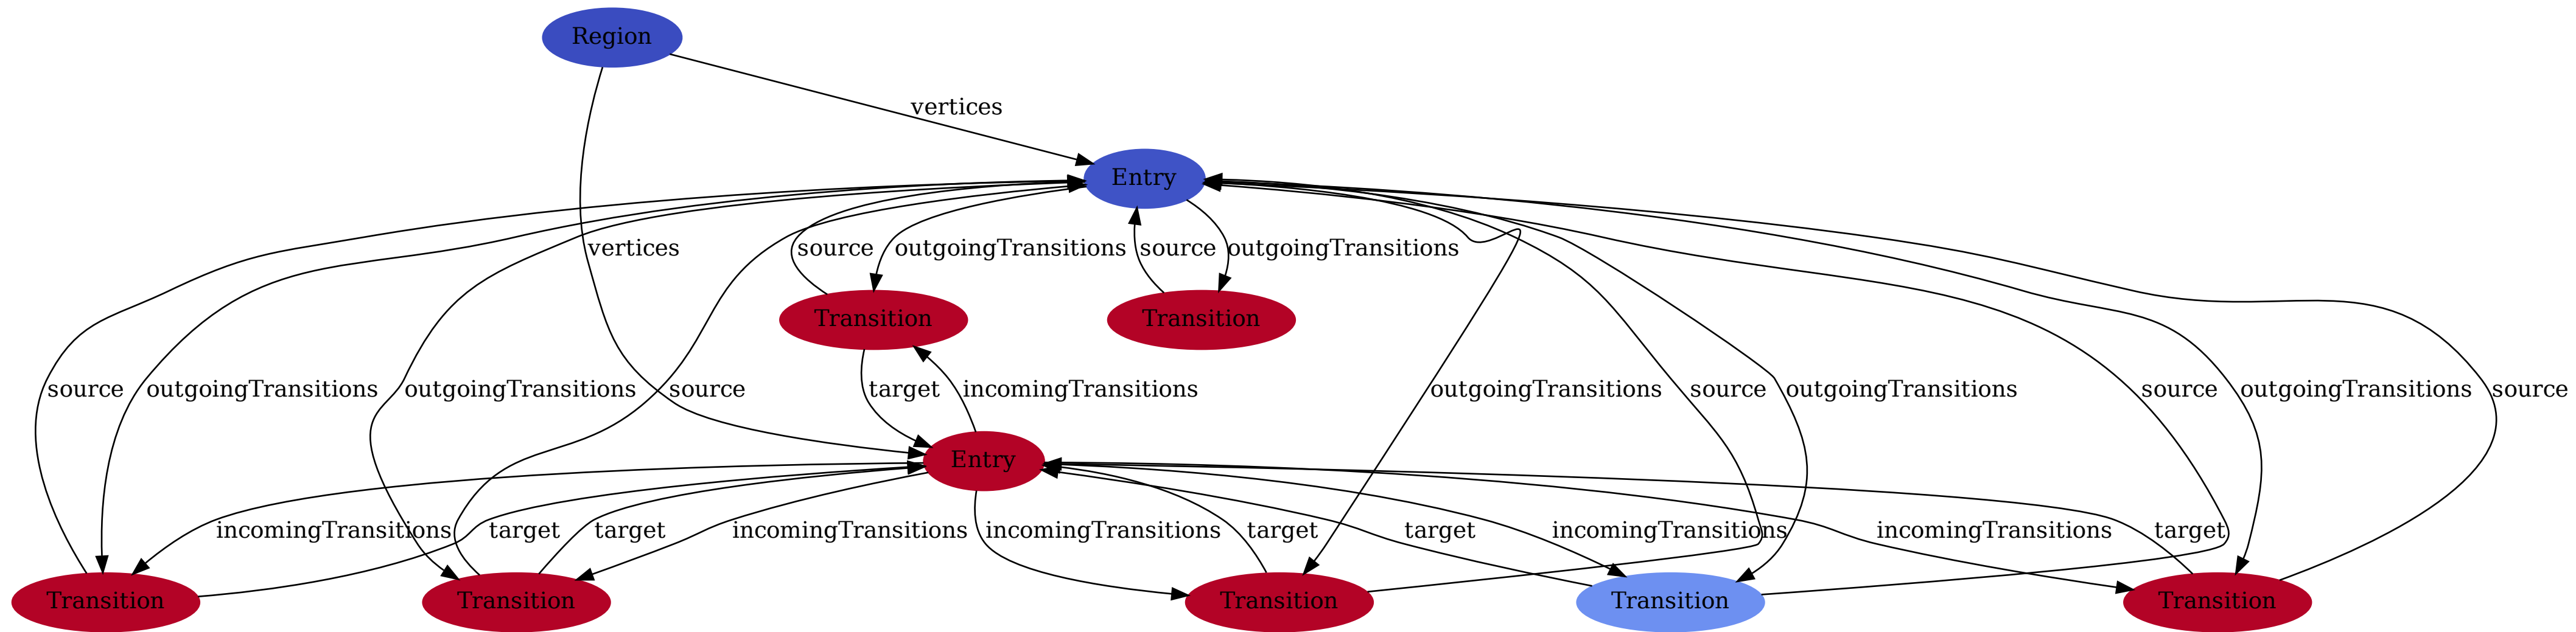 Region
vertices
Entry
vertices
source
outgoingTransitions
source
outgoingTransitions
Transition
Transition
source
outgoingTransitions
outgoingTransitions
source
target
incomingTransitions
outgoingTransitions
source
outgoingTransitions
source
outgoingTransitions
source
Entry
incomingTransitions
target
target
incomingTransitions
incomingTransitions
target
target
incomingTransitions
incomingTransitions
target
Transition
Transition
Transition
Transition
Transition